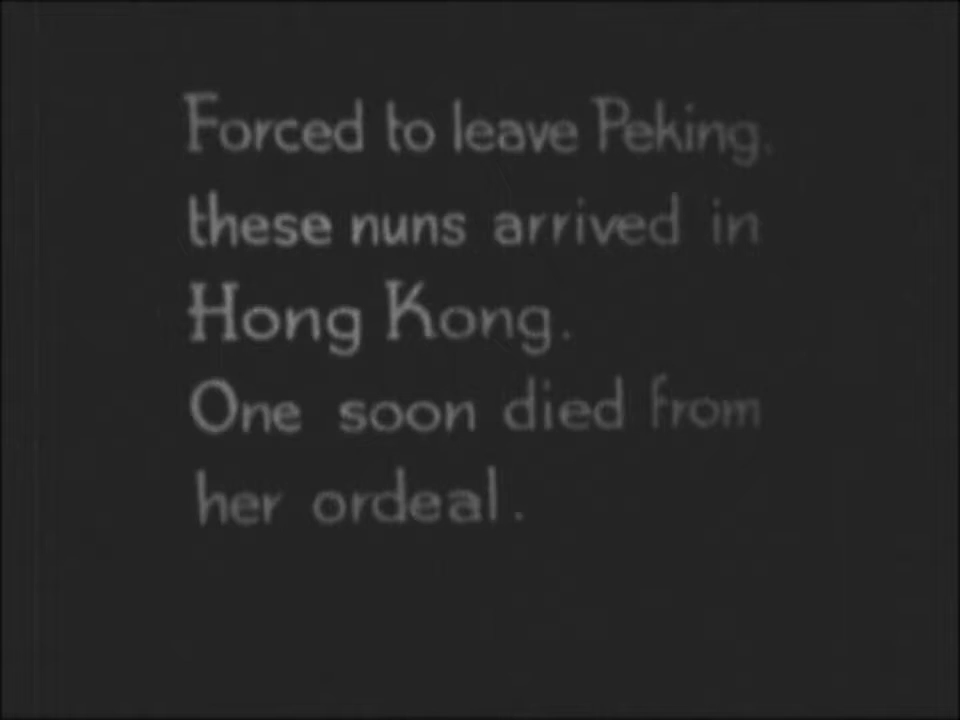 Forced to leave Peking,
these nuns arrived in
Hong Kong.
One soon died from
her ordeal.